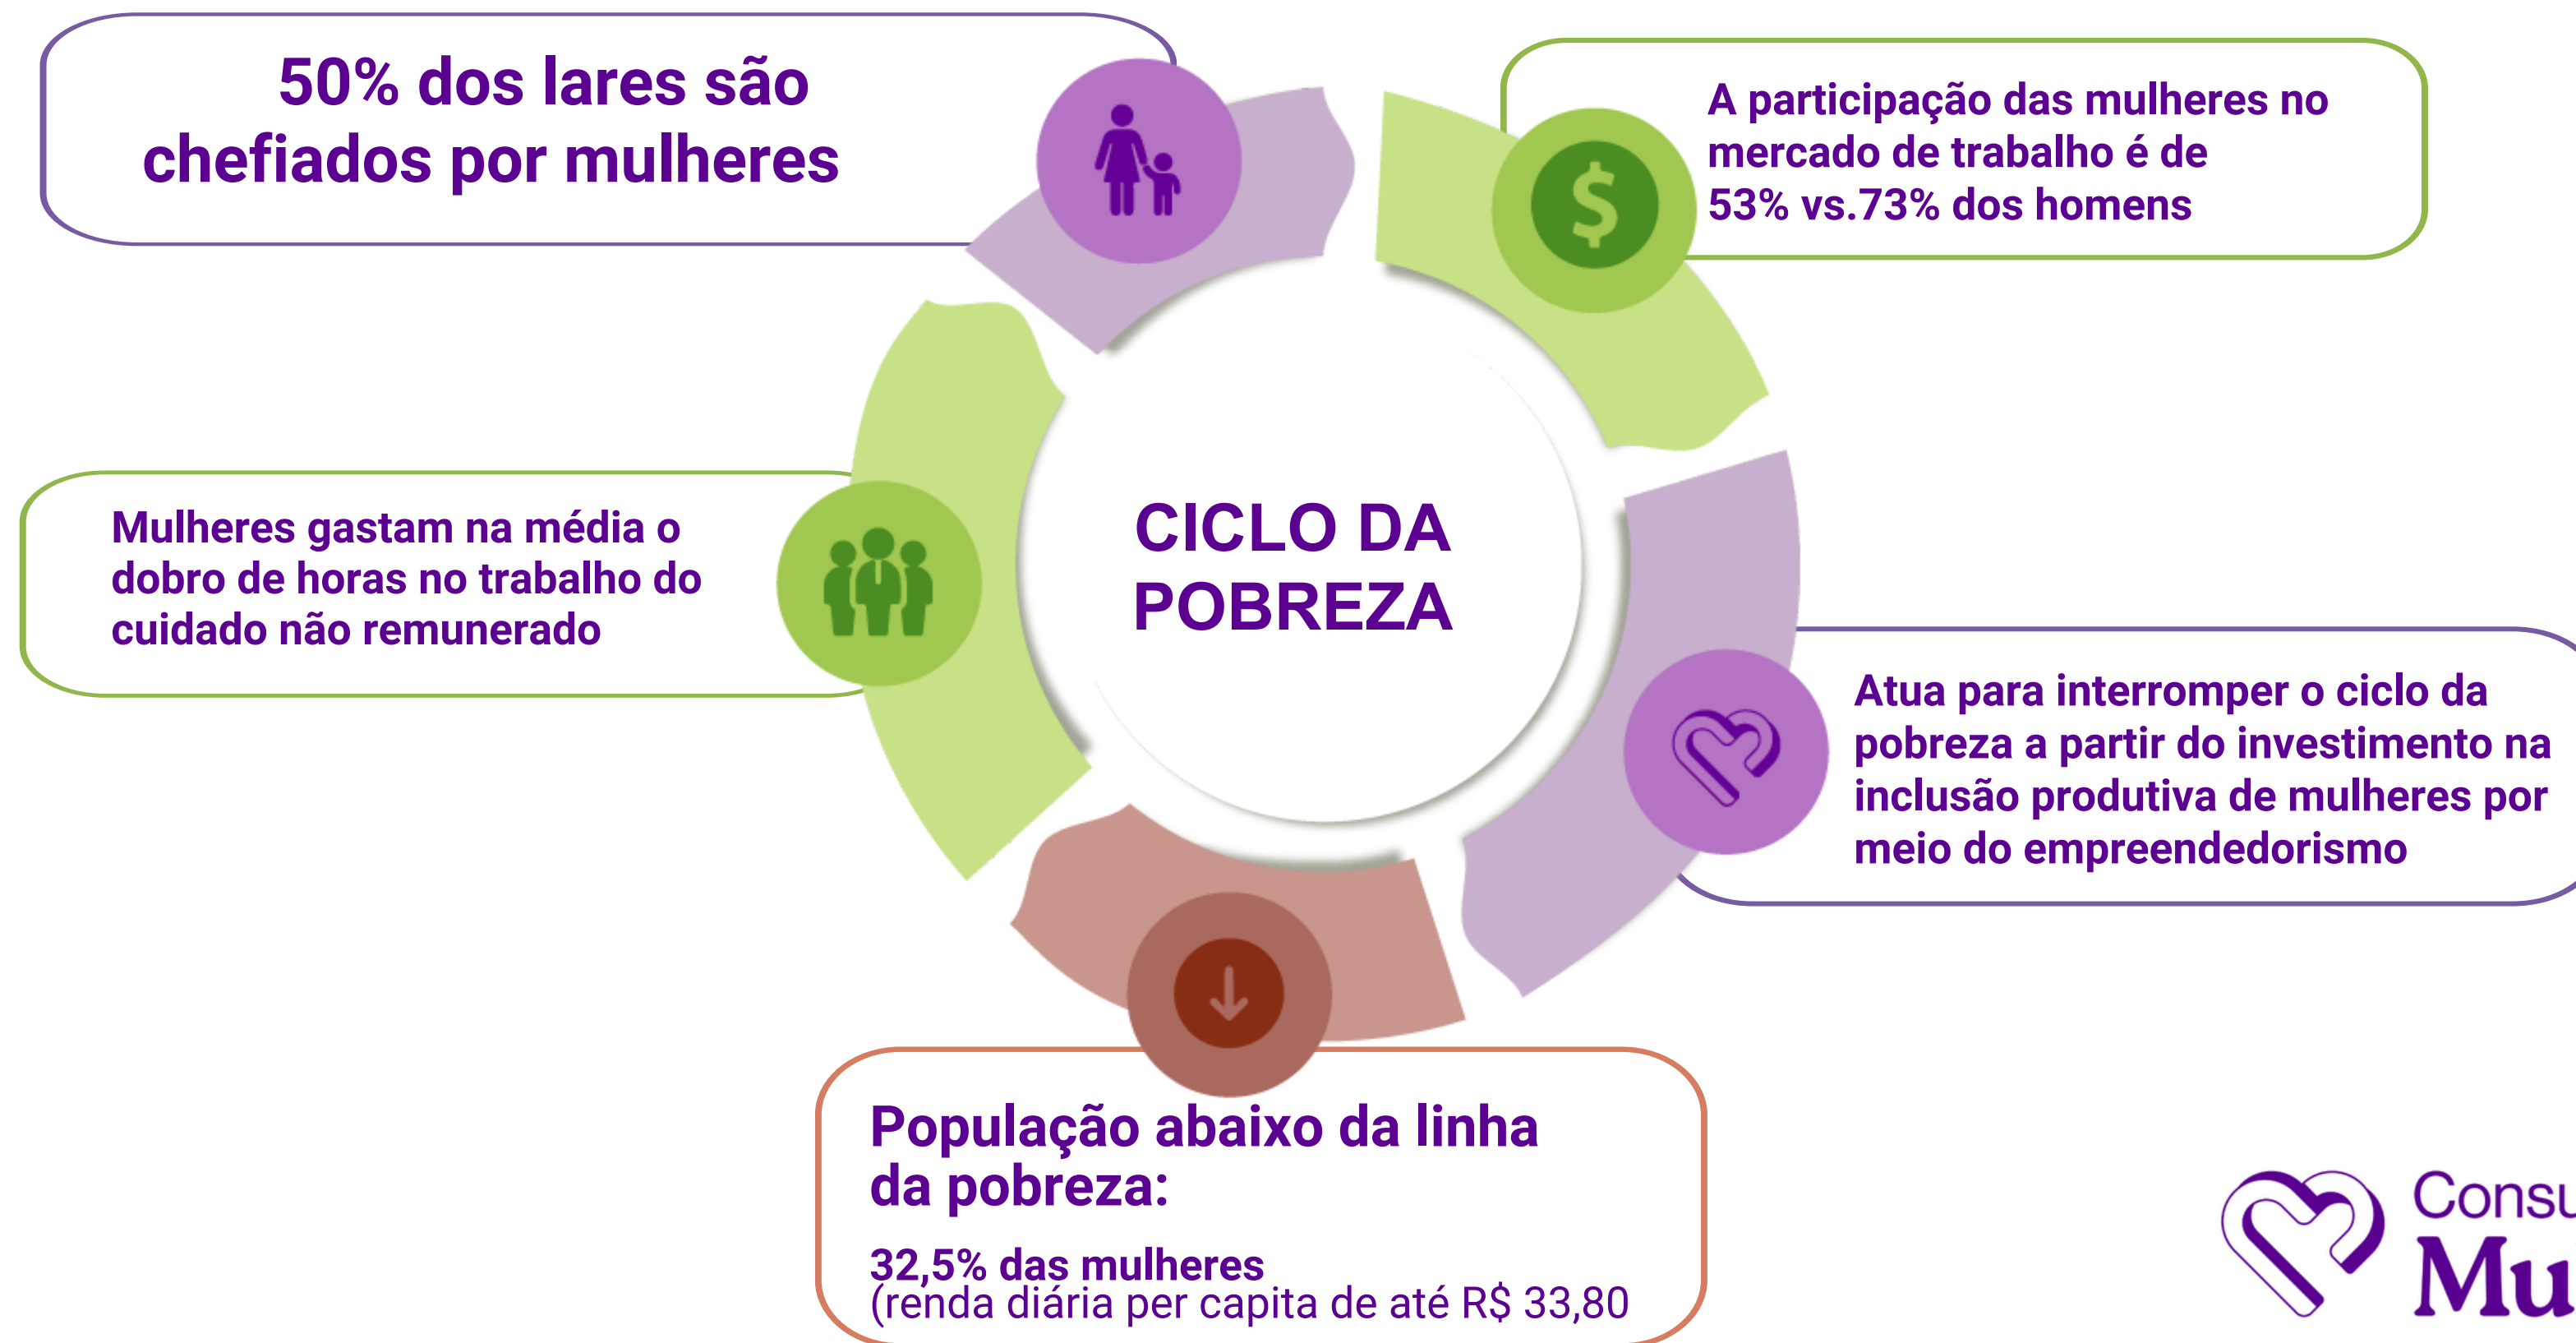 50% dos lares são
chefiados por mulheres
$
A participação das mulheres no
mercado de trabalho é de
53% vs.73% dos homens
CICLO DA
POBREZA
Mulheres gastam na média o
dobro de horas no trabalho do
cuidado não remunerado
Atua para interromper o ciclo da
pobreza a partir do investimento na
inclusão produtiva de mulheres por
meio do empreendedorismo
População abaixo da linha
da pobreza:
32,5% das mulheres
(renda diária per capita de até R$ 33,80